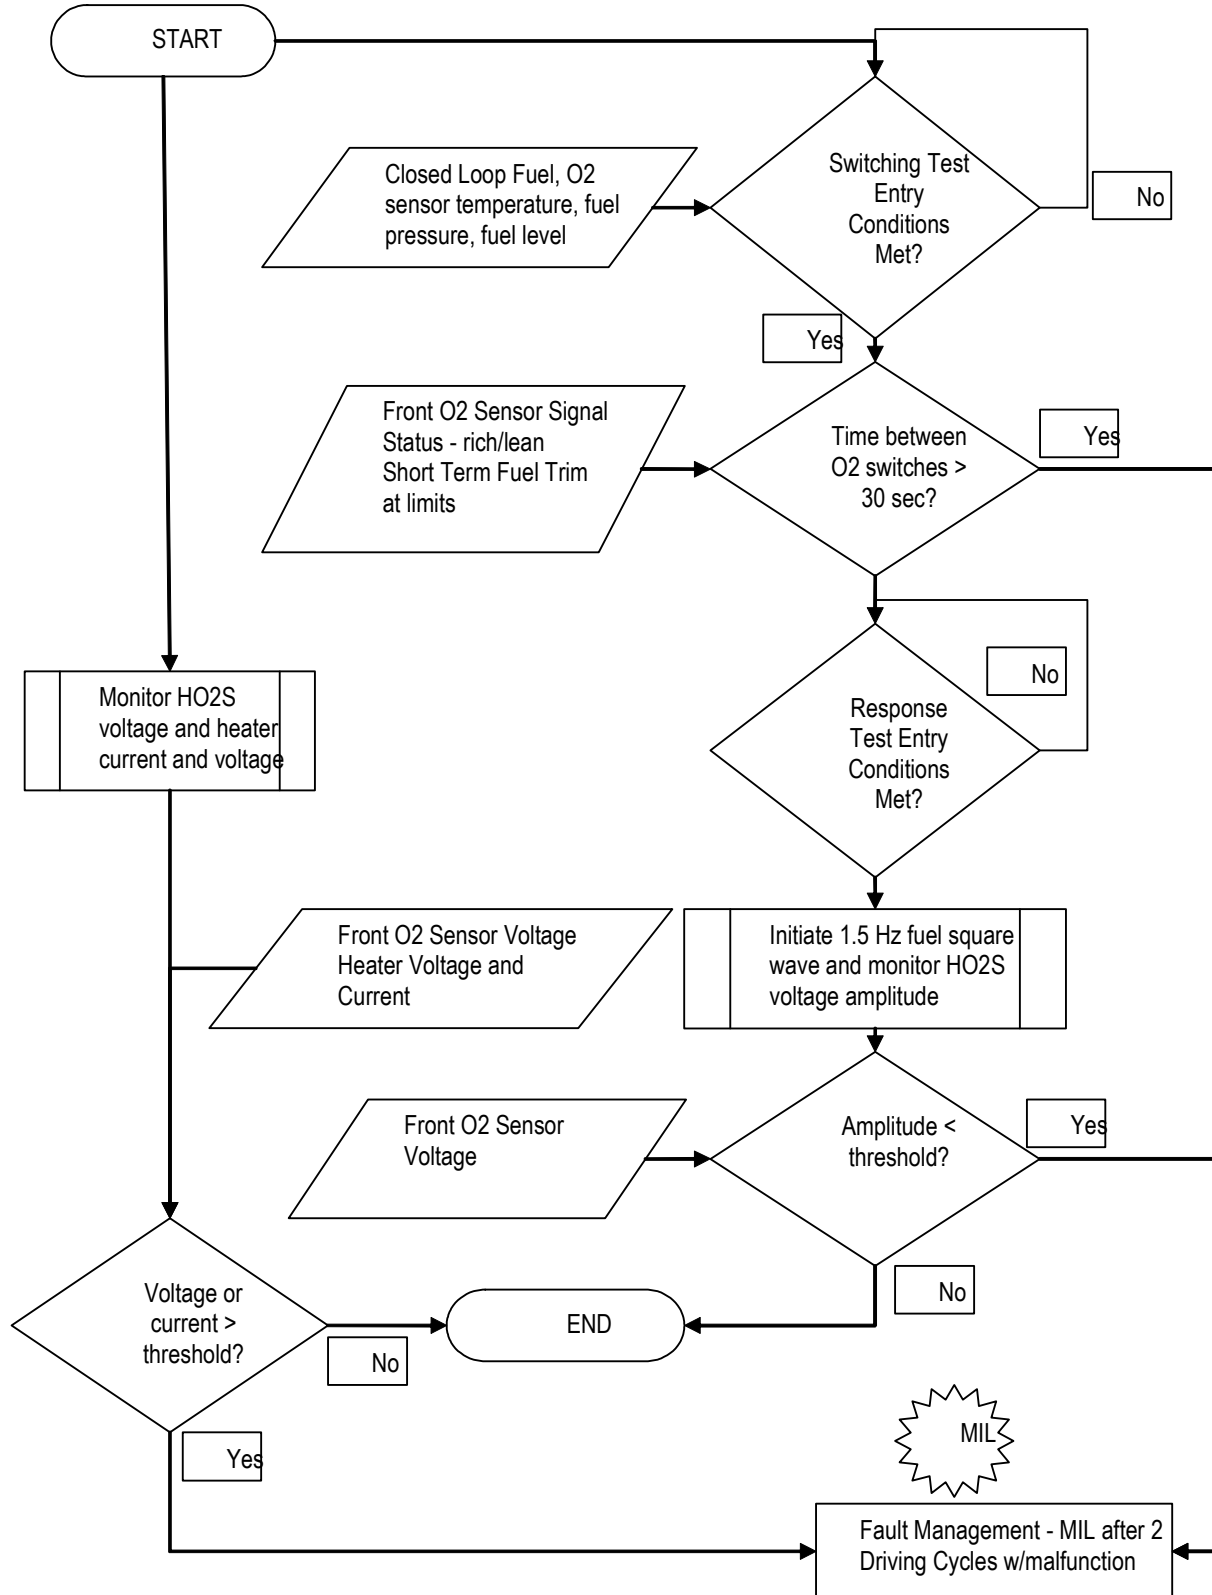 START
Switching Test
Entry
Conditions
Met?
No
Closed Loop Fuel, O2
sensor temperature, fuel
pressure, fuel level
Yes
Front O2 Sensor Signal
Status - rich/lean
Short Term Fuel Trim
at limits
Time between
O2 switches >
30 sec?
Yes
No
Response
Test Entry
Conditions
Met?
Monitor HO2S
voltage and heater
current and voltage
Front O2 Sensor Voltage
Heater Voltage and
Current
Initiate 1.5 Hz fuel square
wave and monitor HO2S
voltage amplitude
Front O2 Sensor
Voltage
Amplitude <
threshold?
Yes
No
Voltage or
current >
threshold?
No
END
Yes
MIL
Fault Management - MIL after 2
Driving Cycles w/malfunction